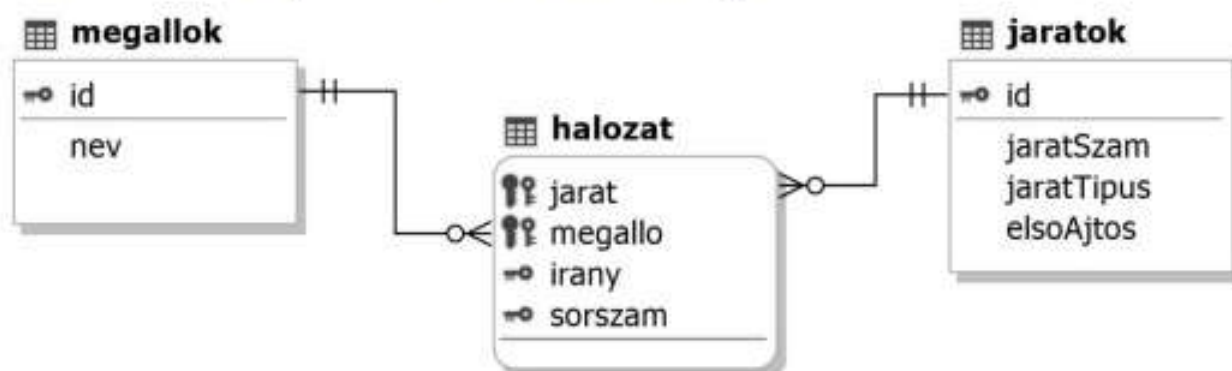 megallok
id
nev
halozat
jarat
megallo
irany
sorszam
jaratok
id
jaratSzam
jaratTipus
elsoAjtos